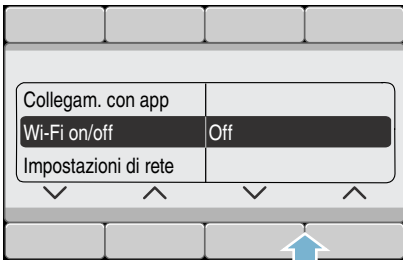 Collegam. con app
Wi-Fi on/off Off
Impostazioni di rete